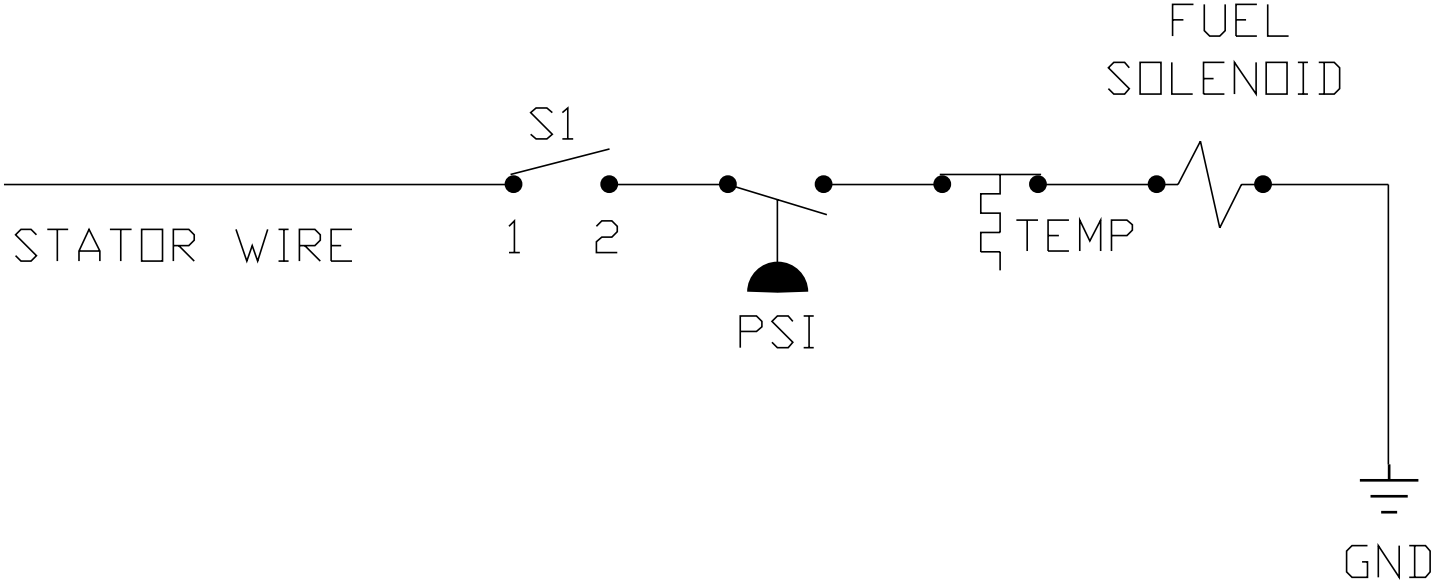 FUEL
SOLENOID
S1
STATOR WIRE
1
2
TEMP
PSI
GND